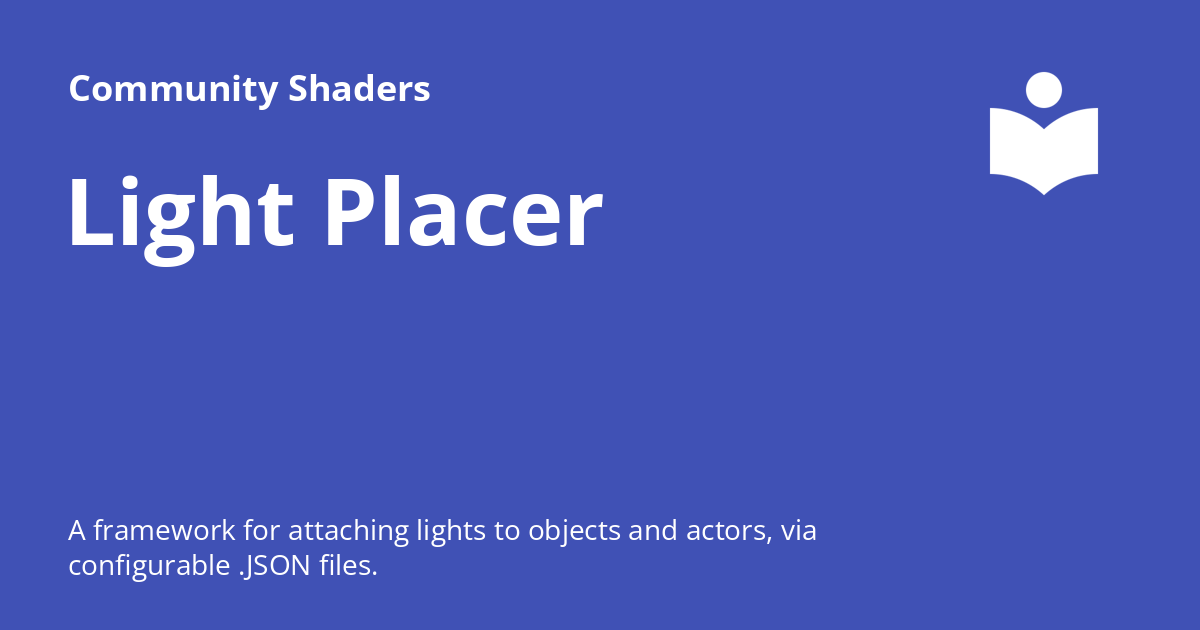 Community Shaders
Light Placer
A framework for attaching lights to objects and actors, via
configurable .JSON files.